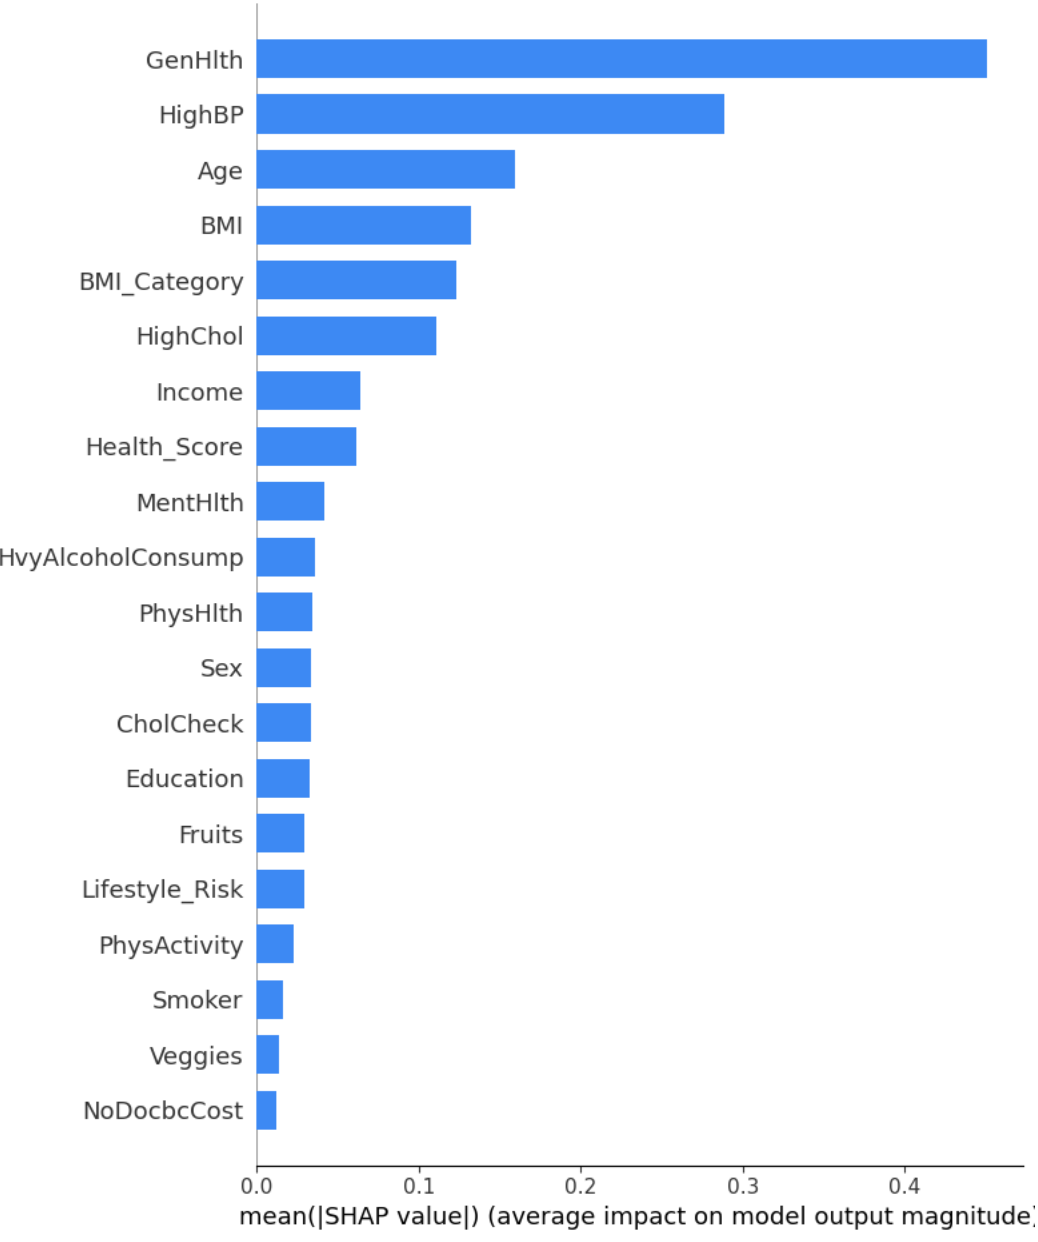 GenHlth
HighBP
Age
BMI
BMI_Category
HighChol
Income
Health_Score
MentHlth
HvyAlcoholConsump
PhysHlth
Sex
CholCheck
Education
Fruits
Lifestyle_Risk
PhysActivity
Smoker
Veggies
NoDocbcCost
0.0 0.1 0.2 0.3 0.4
mean(|SHAP value|) (average impact on model output magnitude)